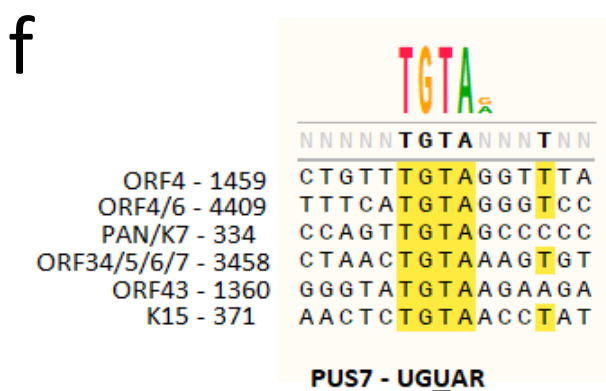 f
TGTA G
A
NNNNNTGTANNNTNN
ORF4 - 1459 CTGTTTGTAGGTTTA
ORF4/6 - 4409 TTTCATGTAGGGTCC
PAN/K7 - 334 CCAGTTGTAGCCCCC
ORF34/5/6/7 - 3458 CTAACTGTAAAGTGT
ORF43 - 1360 GGGTATGTAAGAAGA
K15 - 371 AACTCTGTAACCTAT
PUS7 - UGUAR